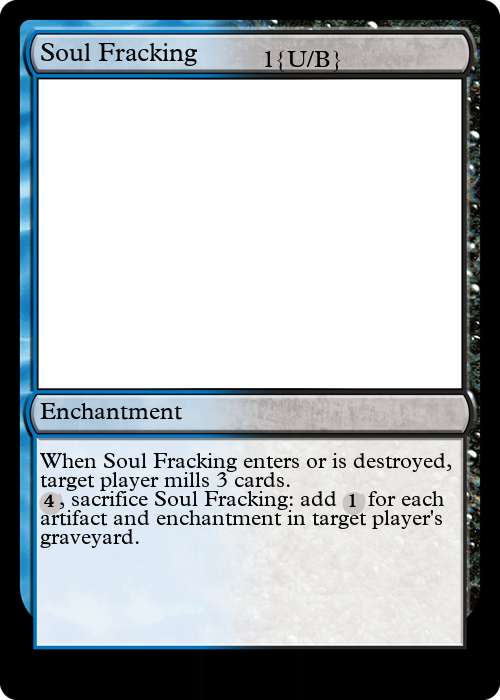 Soul Fracking 1{U/B}
Enchantment
When Soul Fracking enters or is destroyed,
target player mills 3 cards.
4, sacrifice Soul Fracking: add 1 for each
artifact and enchantment in target player's
graveyard.